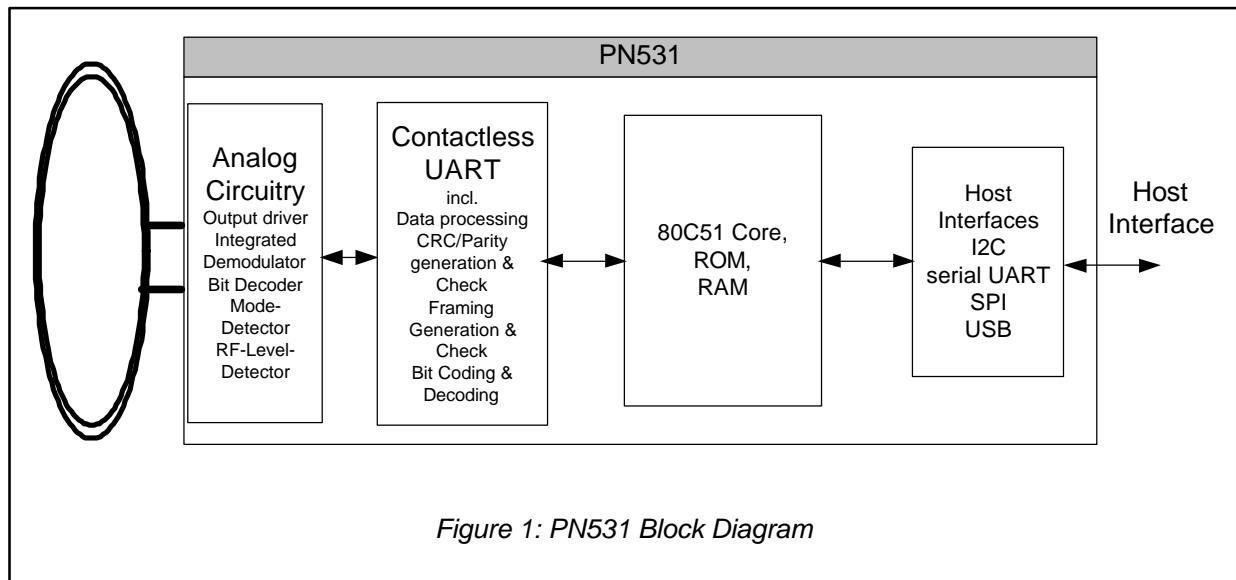 PN531
Analog
Circuitry
Output driver
Integrated
Demodulator
Bit Decoder
Mode-
Detector
RF-Level-
Detector
Contactless
UART
incl.
Data processing
CRC/Parity
generation &
Check
Framing
Generation &
Check
Bit Coding &
Decoding
80C51 Core,
ROM,
RAM
Host
Interfaces
I2C
serial UART
SPI
USB
Host
Interface
Figure 1: PN531 Block Diagram